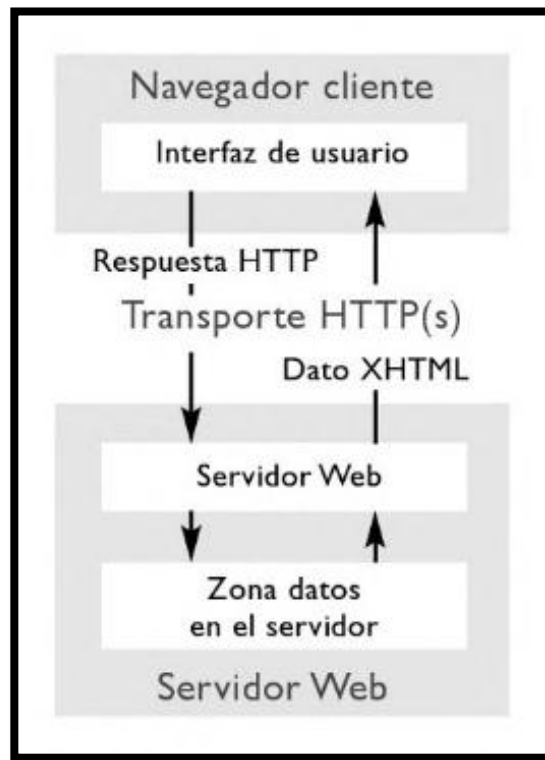 Navegador cliente
Interfaz de usuario
Respuesta HTTP
Transporte HTTP(s)
Dato XHTML
Servidor Web
Zona datos
en el servidor
Servidor Web